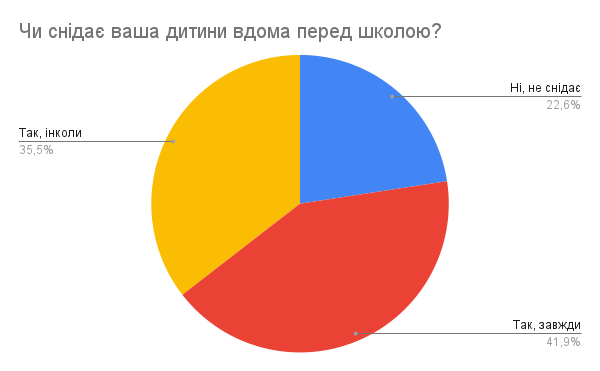 Чи снідає ваша дитини вдома перед школою?
Ні, не снідає
22,6%
Так, інколи
35,5%
Так, завжди
41,9%